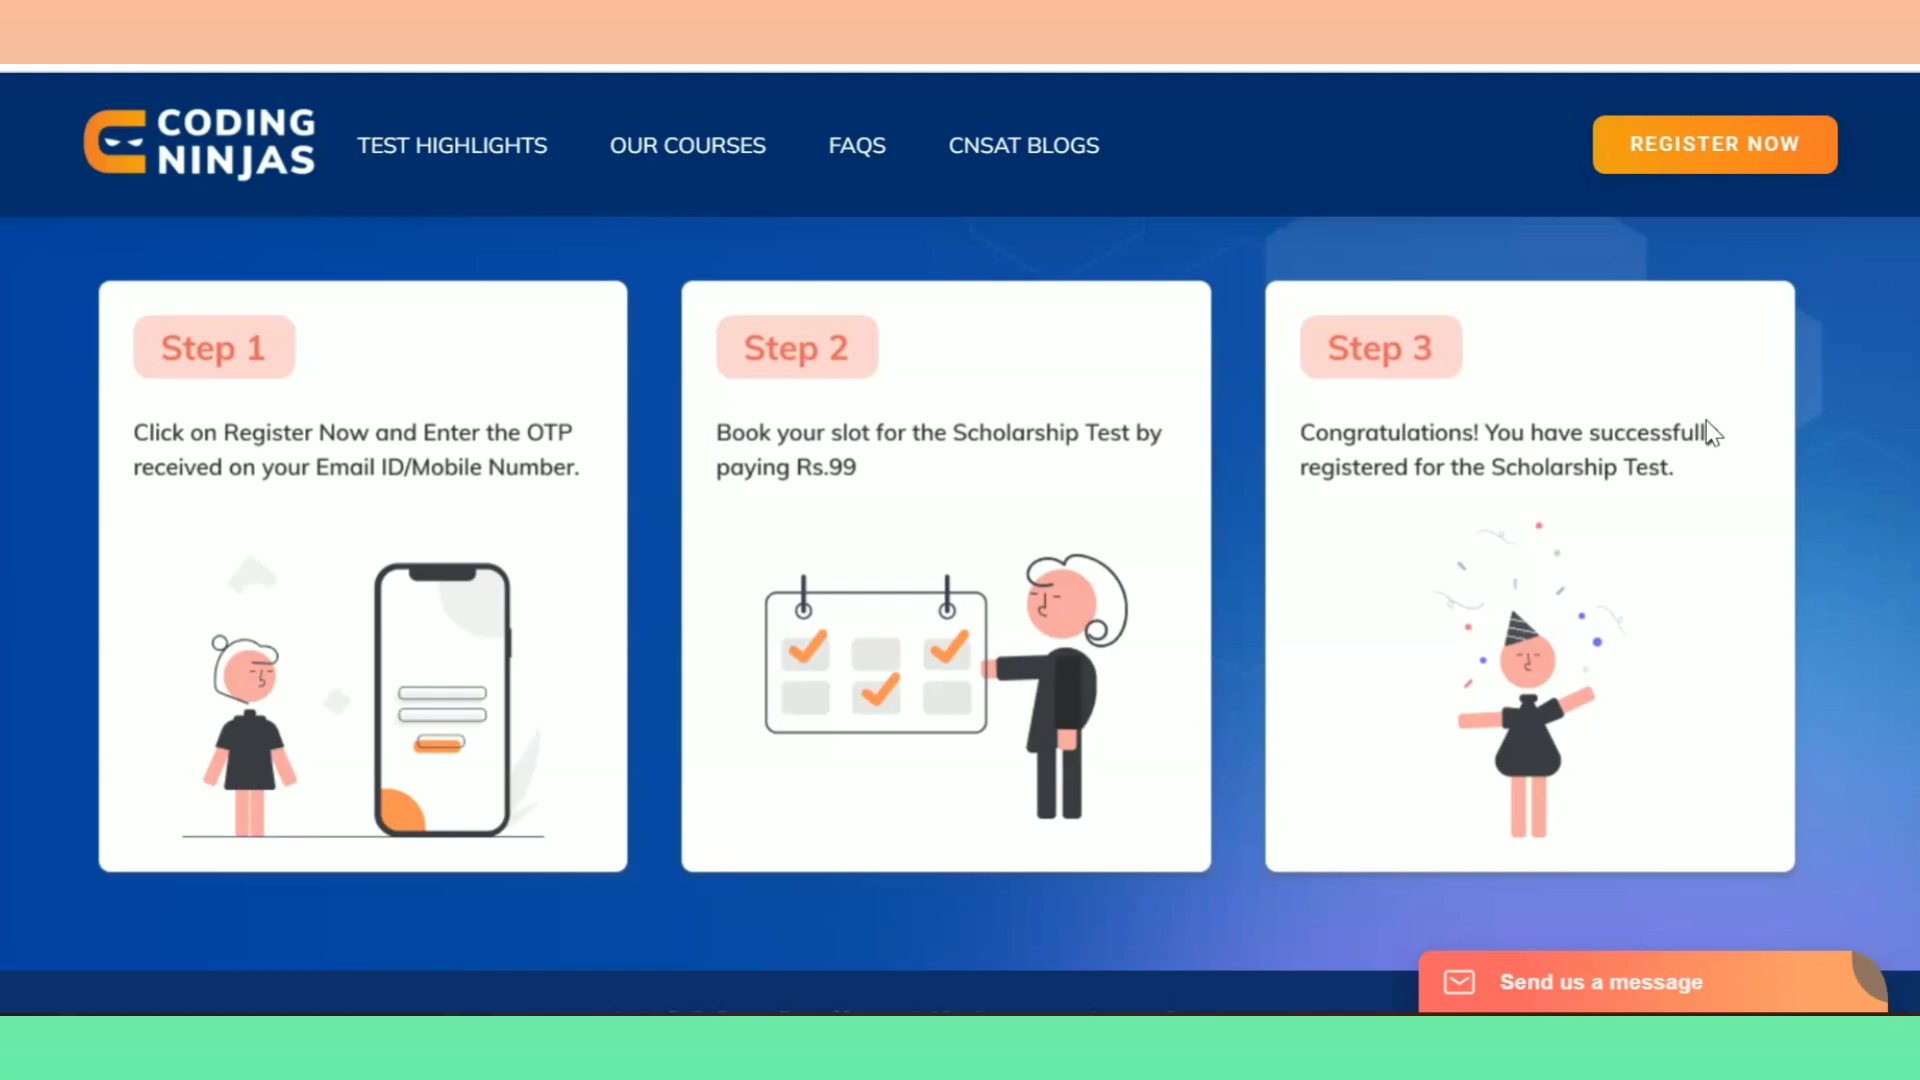 CODING
NINJAS
TEST HIGHLIGHTS
OUR COURSES
FAQS
CNSAT BLOGS
REGISTER NOW
Step 1
Click on Register Now and Enter the OTP
received on your Email ID/Mobile Number.
Step 2
Book your slot for the Scholarship Test by
paying Rs.99
Step 3
Congratulations! You have successfull
registered for the Scholarship Test.
Send us a message